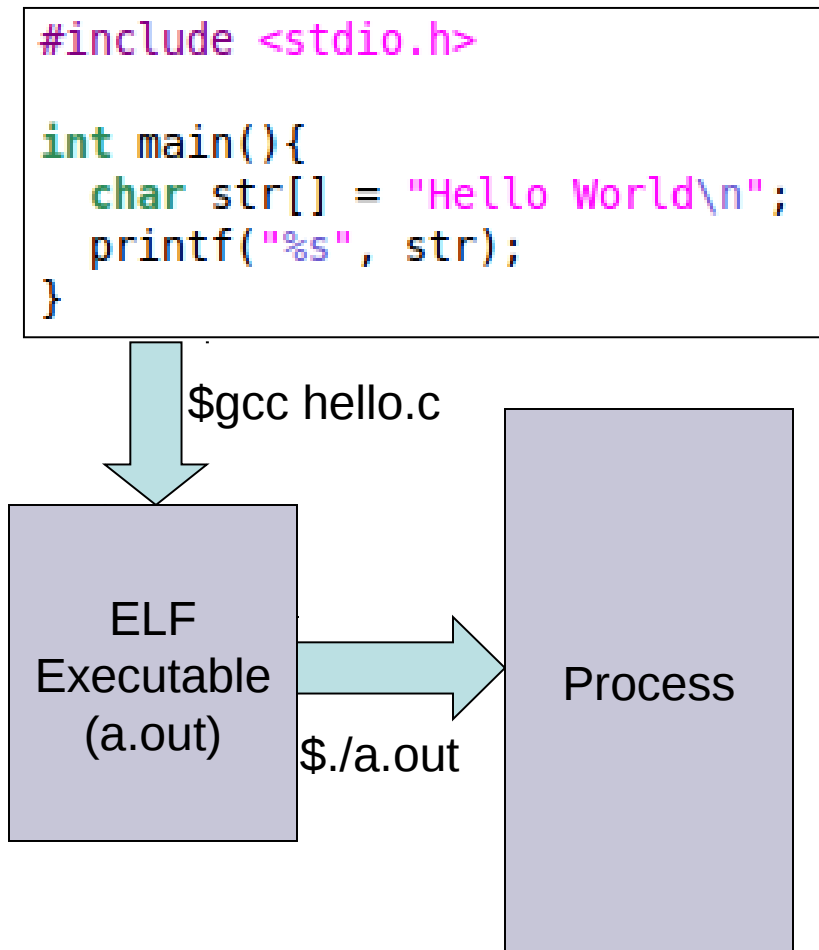 #include <stdio.h>
int main(){
char str[] = "Hello World\n";
printf("%s", str);
}
$gcc hello.c
ELF
Executable
(a.out)
$./a.out
Process